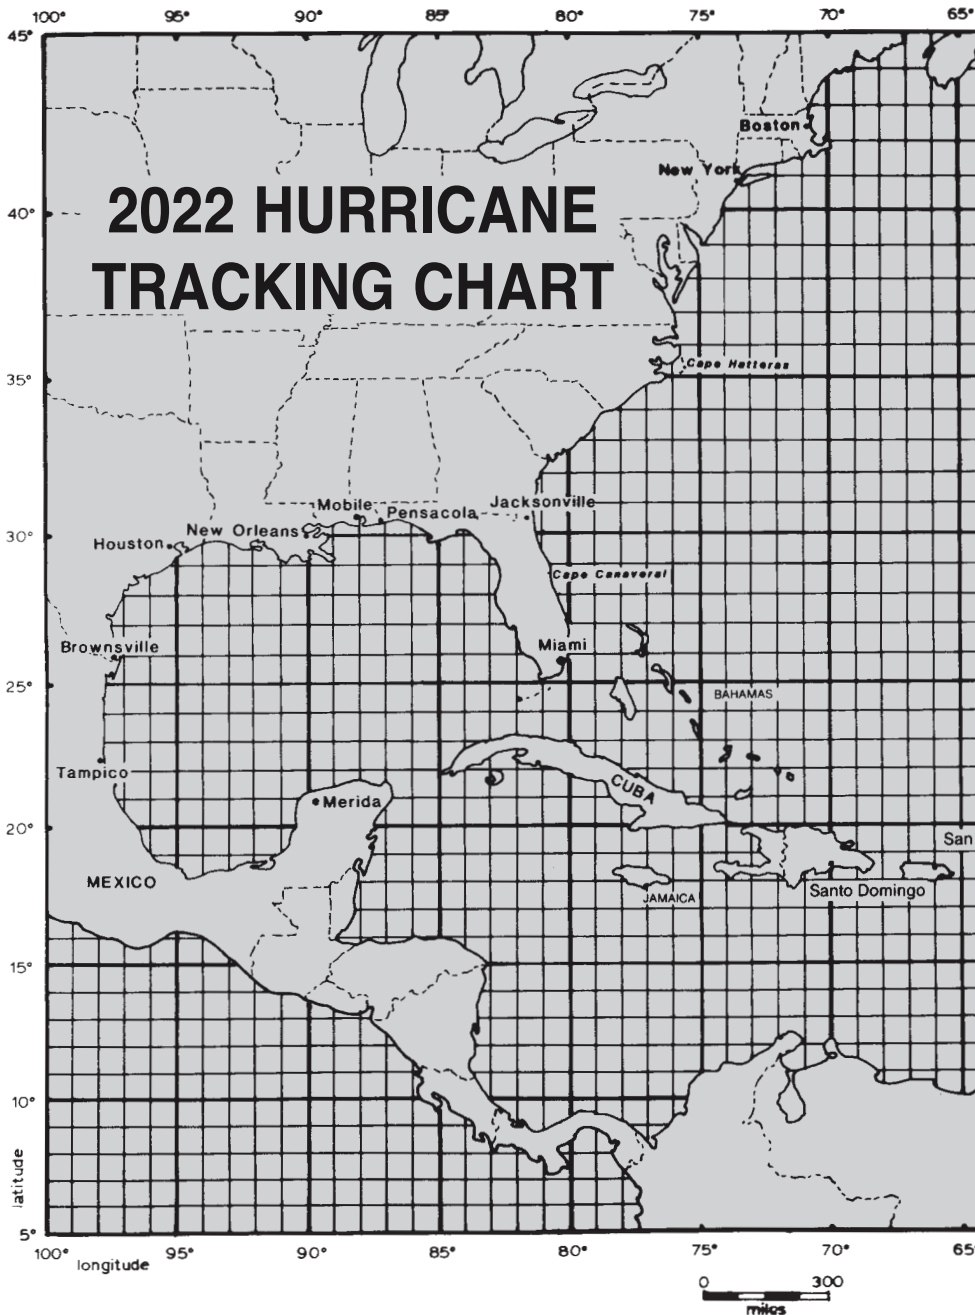 100° 95° 90° 85° 80° 75° 70° 65°
45°
Boston
New York
2022 HURRICANE
TRACKING CHART
40°
Cape Hatteras
35°
Mobile
Pensacola
Jacksonville
New Orleans
Houston
30°
Cape Canaveral
Miami
Brownsville
25°
BAHAMAS
Tampico
CUBA
Merida
20°
San
MEXICO
Santo Domingo
JAMAICA
15°
10°
latitude
5°
100° 95° 90° 85° 80° 75° 70° 65
longitude
0 300
miles